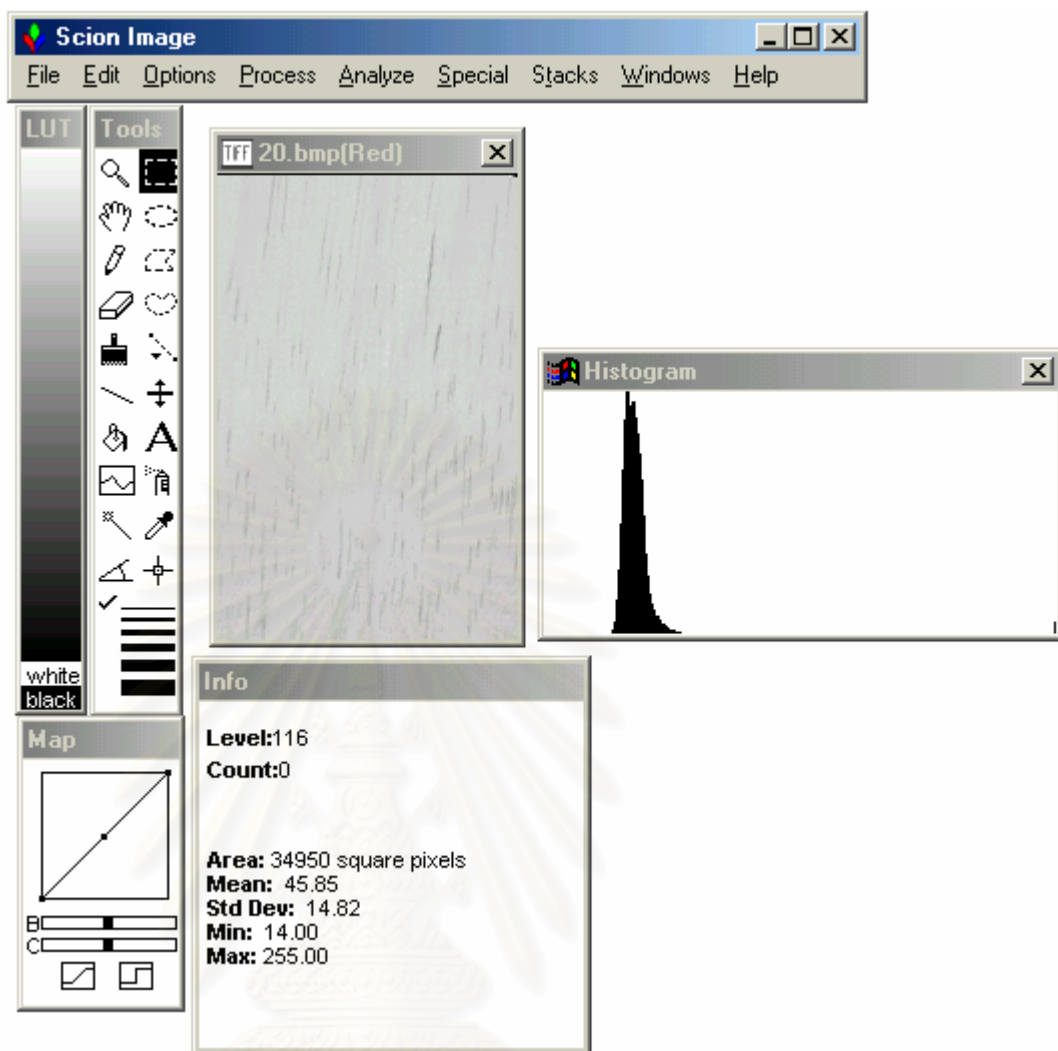 Scion Image
File Edit Options Process Analyze Special Stacks Windows Help
LUT
Tools
TIFF 20.bmp(Red)
A
Histogram
white
black
Map
B
C
Info
Level:116
Count:0
Area: 34950 square pixels
Mean: 45.85
Std Dev: 14.82
Min: 14.00
Max: 255.00